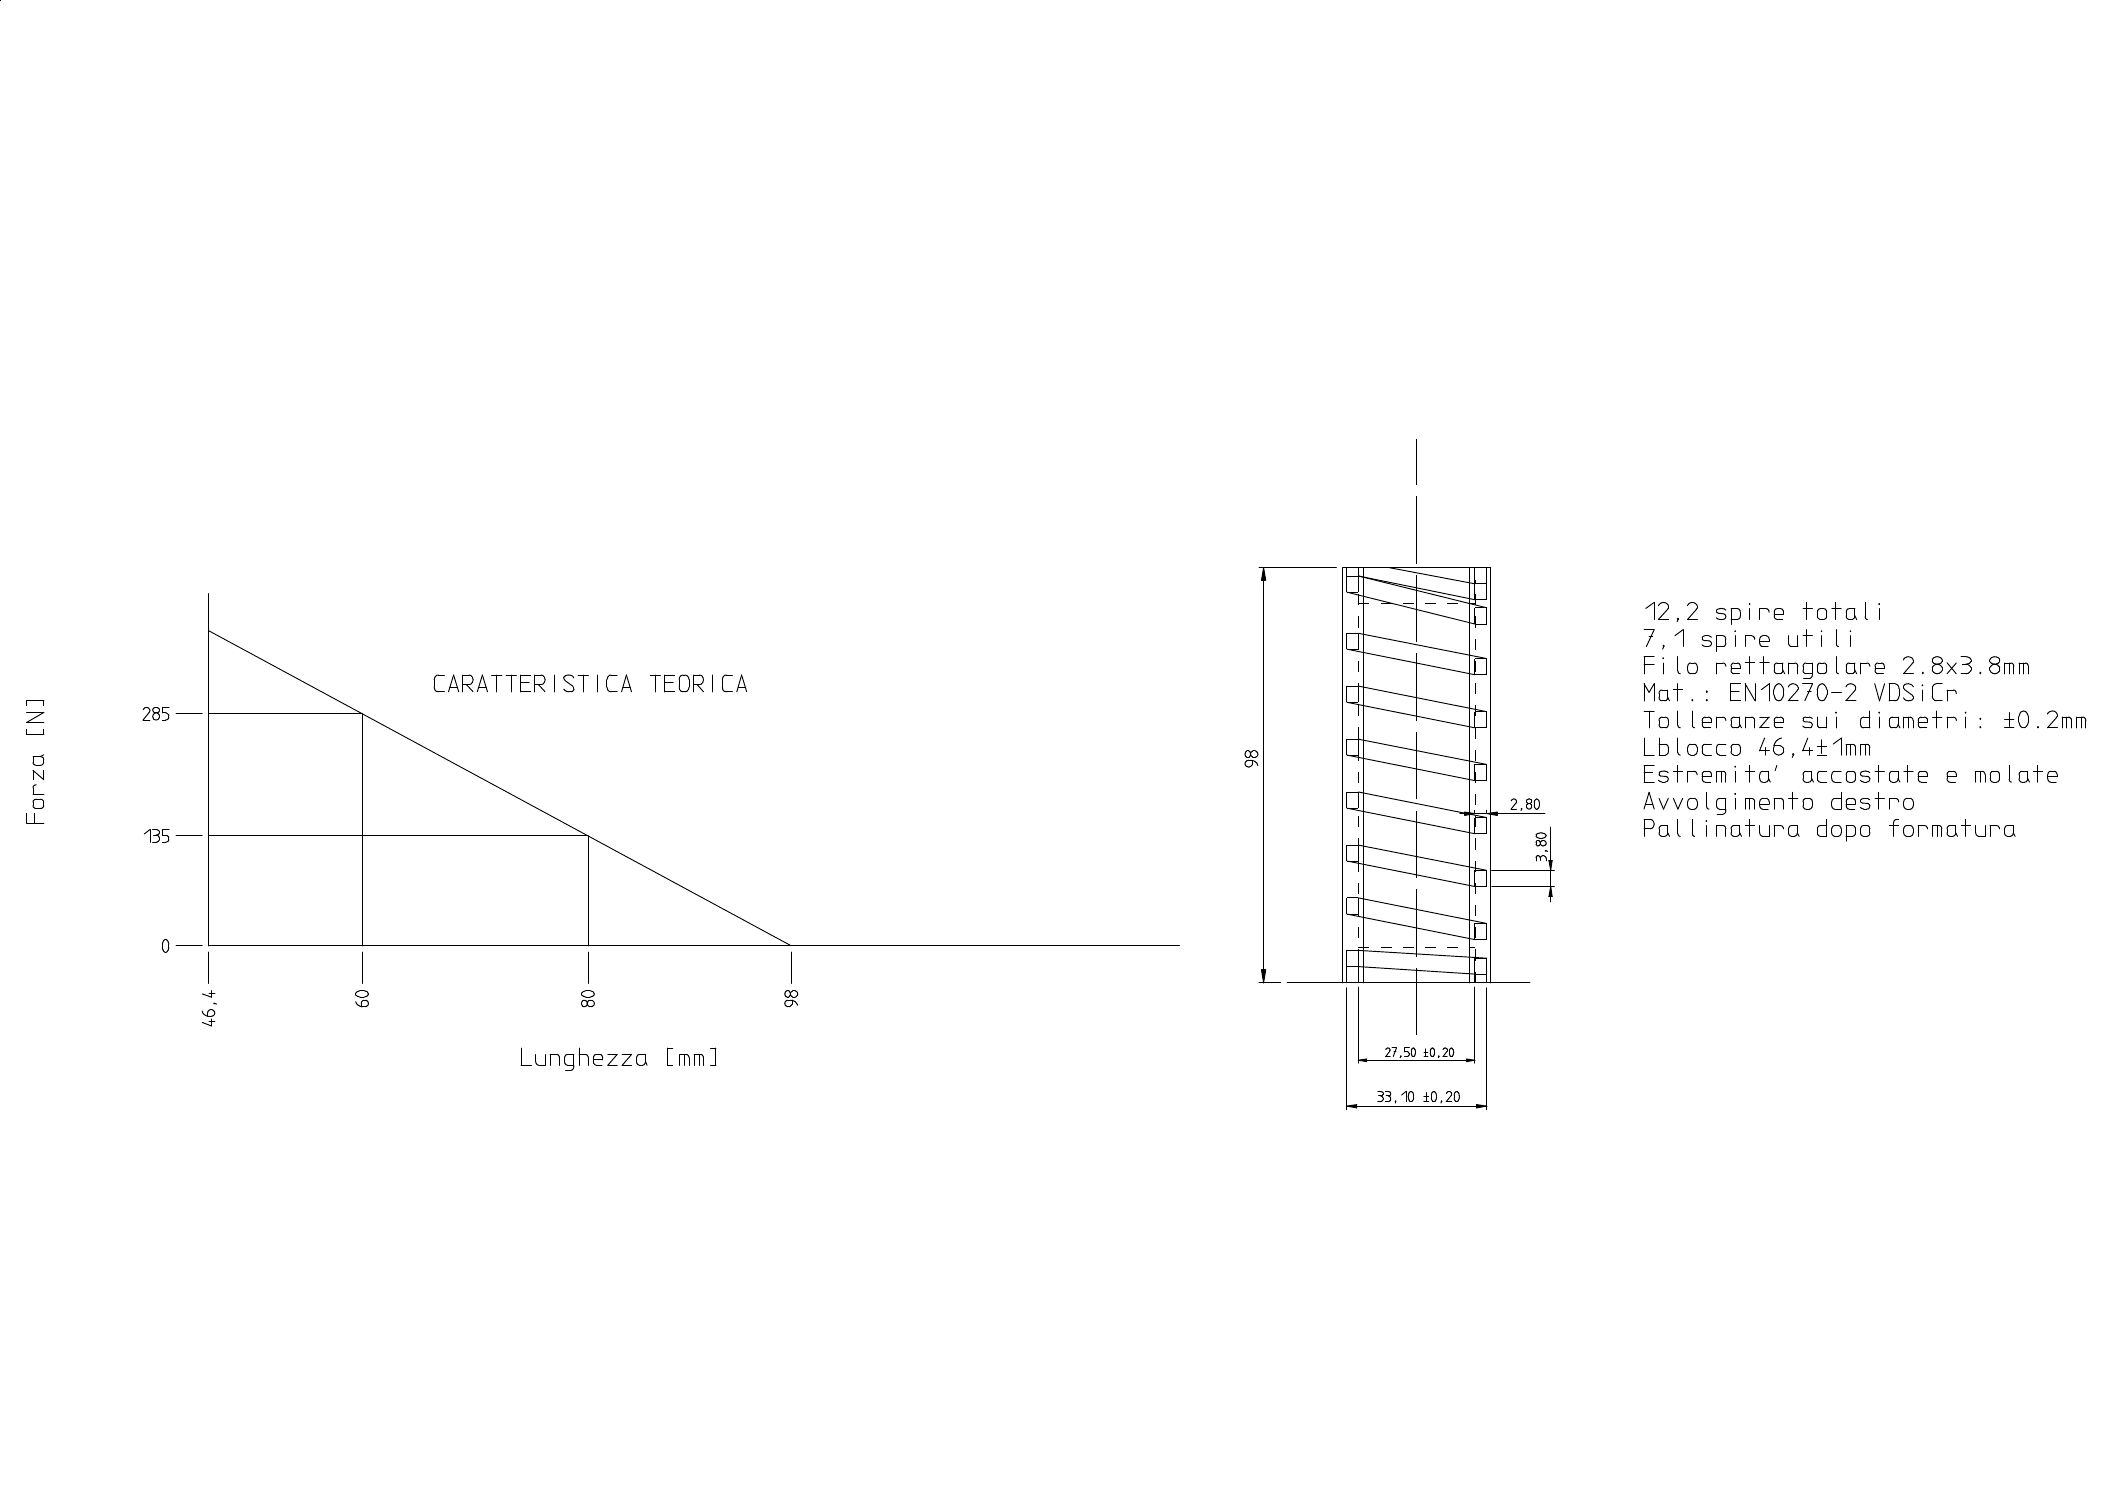 CARATTERISTICA TEORICA
Forza [N]
285
135
0
46,4
60
80
98
Lunghezza [mm]
98
2,80
3,80
27,50 ±0,20
33,10 ±0,20
12,2 spire totali
7,1 spire utili
Filo rettangolare 2.8x3.8mm
Mat.: EN10270-2 VDSiCr
Tolleranze sui diametri: ±0.2mm
Lblocco 46,4±1mm
Estremita' accostate e molate
Avvolgimento destro
Pallinatura dopo formatura